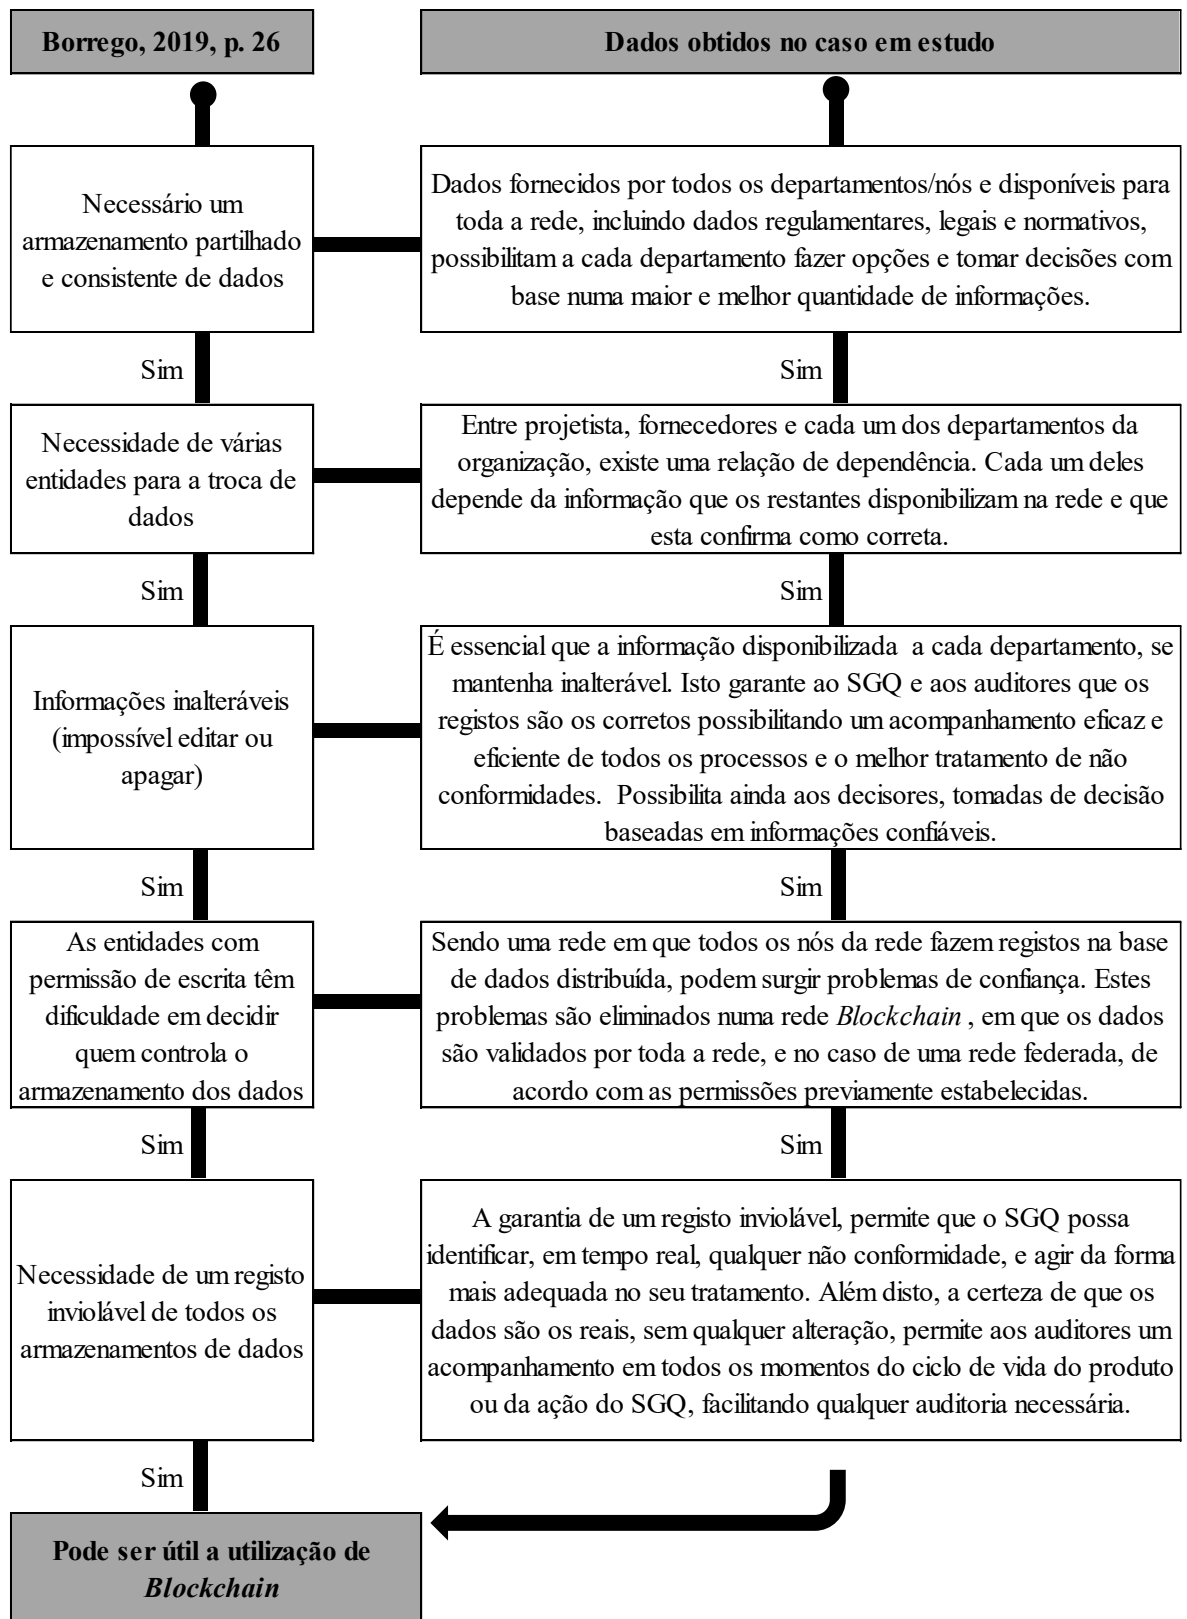 Borrego, 2019, p. 26
Dados obtidos no caso em estudo
Necessário um
armazenamento partilhado
e consistente de dados
Dados fornecidos por todos os departamentos/nós e disponíveis para
toda a rede, incluindo dados regulamentares, legais e normativos,
possibilitam a cada departamento fazer opções e tomar decisões com
base numa maior e melhor quantidade de informações.
Sim
Sim
Necessidade de várias
entidades para a troca de
dados
Entre projetista, fornecedores e cada um dos departamentos da
organização, existe uma relação de dependência. Cada um deles
depende da informação que os restantes disponibilizam na rede e que
esta confirma como correta.
Sim
Sim
Informações inalteráveis
(impossível editar ou
apagar)
É essencial que a informação disponibilizada a cada departamento, se
mantenha inalterável. Isto garante ao SGQ e aos auditores que os
registos são os corretos possibilitando um acompanhamento eficaz e
eficiente de todos os processos e o melhor tratamento de não
conformidades. Possibilita ainda aos decisores, tomadas de decisão
baseadas em informações confiáveis.
Sim
Sim
As entidades com
permissão de escrita têm
dificuldade em decidir
quem controla o
armazenamento dos dados
Sendo uma rede em que todos os nós da rede fazem registos na base
de dados distribuída, podem surgir problemas de confiança. Estes
problemas são eliminados numa rede Blockchain , em que os dados
são validados por toda a rede, e no caso de uma rede federada, de
acordo com as permissões previamente estabelecidas.
Sim
Sim
Necessidade de um registo
inviolável de todos os
armazenamentos de dados
A garantia de um registo inviolável, permite que o SGQ possa
identificar, em tempo real, qualquer não conformidade, e agir da forma
mais adequada no seu tratamento. Além disto, a certeza de que os
dados são os reais, sem qualquer alteração, permite aos auditores um
acompanhamento em todos os momentos do ciclo de vida do produto
ou da ação do SGQ, facilitando qualquer auditoria necessária.
Sim
Pode ser útil a utilização de
Blockchain